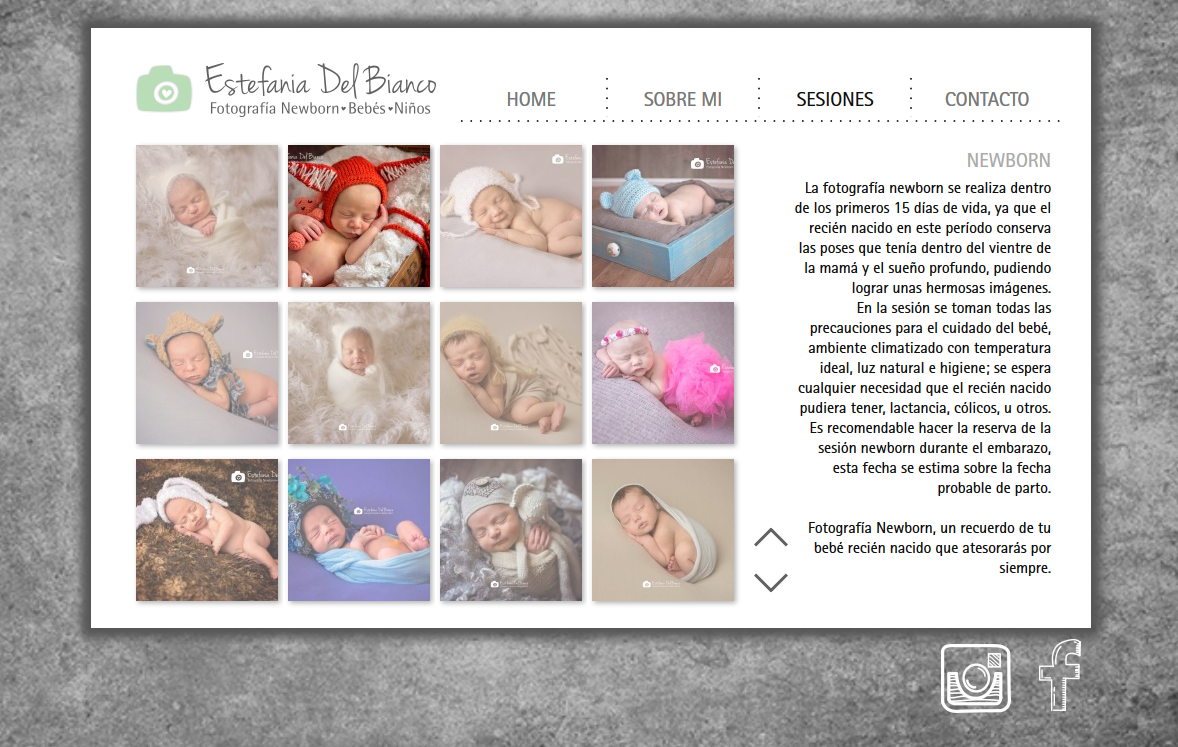 Estefania Del Bianco
Fotografía Newborn♥Bebés♥Niños
HOME
SOBRE MI
SESIONES
CONTACTO
NEWBORN
La fotografía newborn se realiza dentro
de los primeros 15 días de vida, ya que el
recién nacido en este período conserva
las poses que tenía dentro del vientre de
la mamá y el sueño profundo, pudiendo
lograr unas hermosas imágenes.
En la sesión se toman todas las
precauciones para el cuidado del bebé,
ambiente climatizado con temperatura
ideal, luz natural e higiene; se espera
cualquier necesidad que el recién nacido
pudiera tener, lactancia, cólicos, u otros.
Es recomendable hacer la reserva de la
sesión newborn durante el embarazo,
esta fecha se estima sobre la fecha
probable de parto.
Fotografía Newborn, un recuerdo de tu
bebé recién nacido que atesorarás por
siempre.